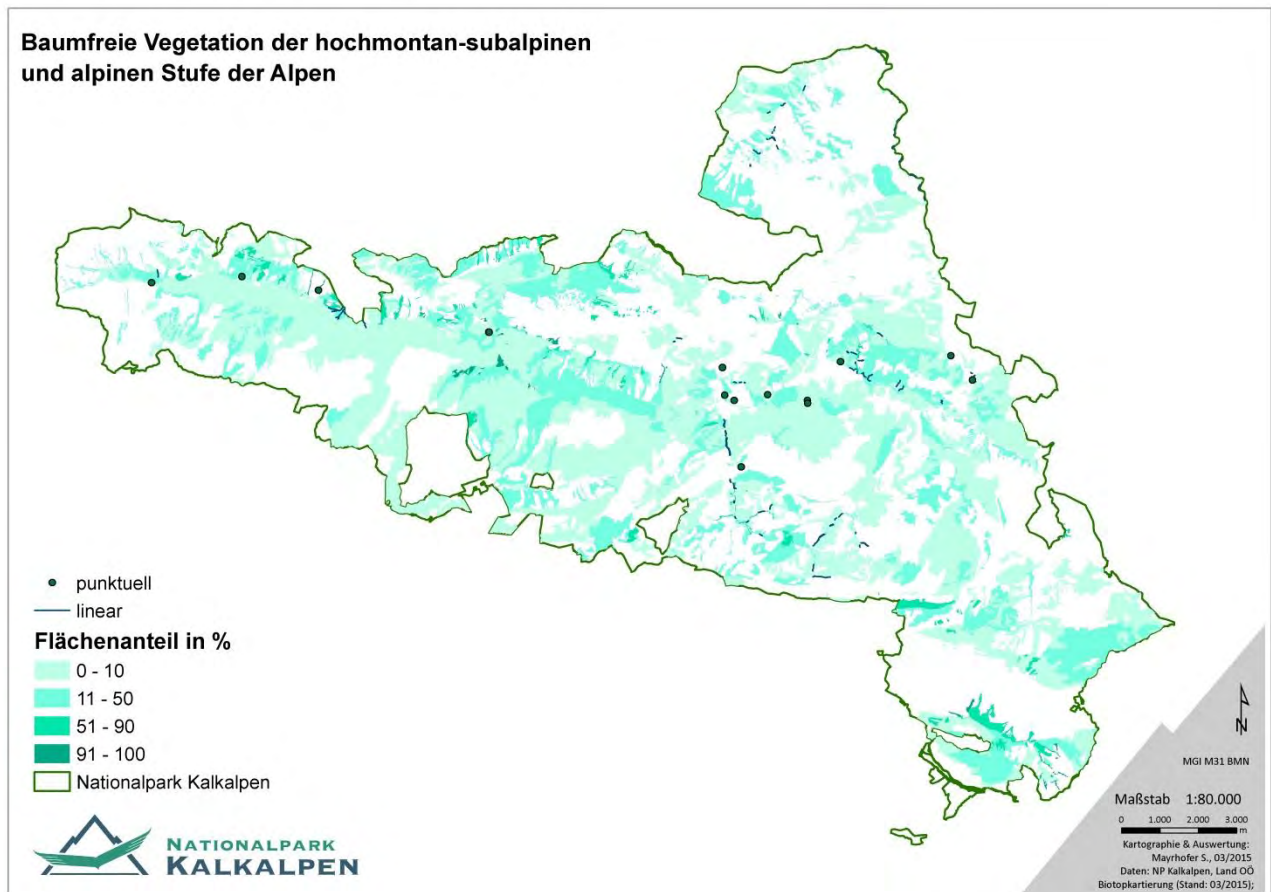 Baumfreie Vegetation der hochmontan-subalpinen
und alpinen Stufe der Alpen
punktuell
linear
Flächenanteil in %
0 - 10
11 - 50
51 - 90
91 - 100
Nationalpark Kalkalpen
NATIONALPARK
KALKALPEN
N
MGI M31 BMN
Maßstab 1:80.000
0 1.000 2.000 3.000
m
Kartographie & Auswertung:
Mayrhofer S., 03/2015
Daten: NP Kalkalpen, Land OÖ
Biotopkartierung (Stand: 03/2015);